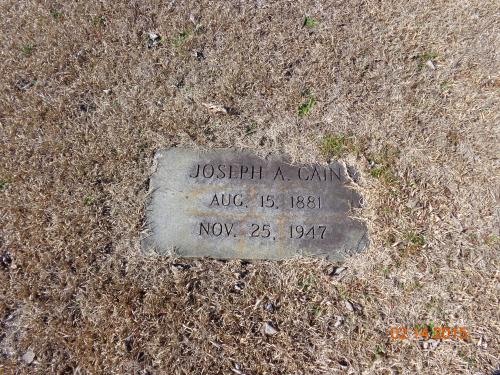 JOSEPH A. CAIN
AUG. 15, 1881
NOV. 25, 1947
02.14.2015